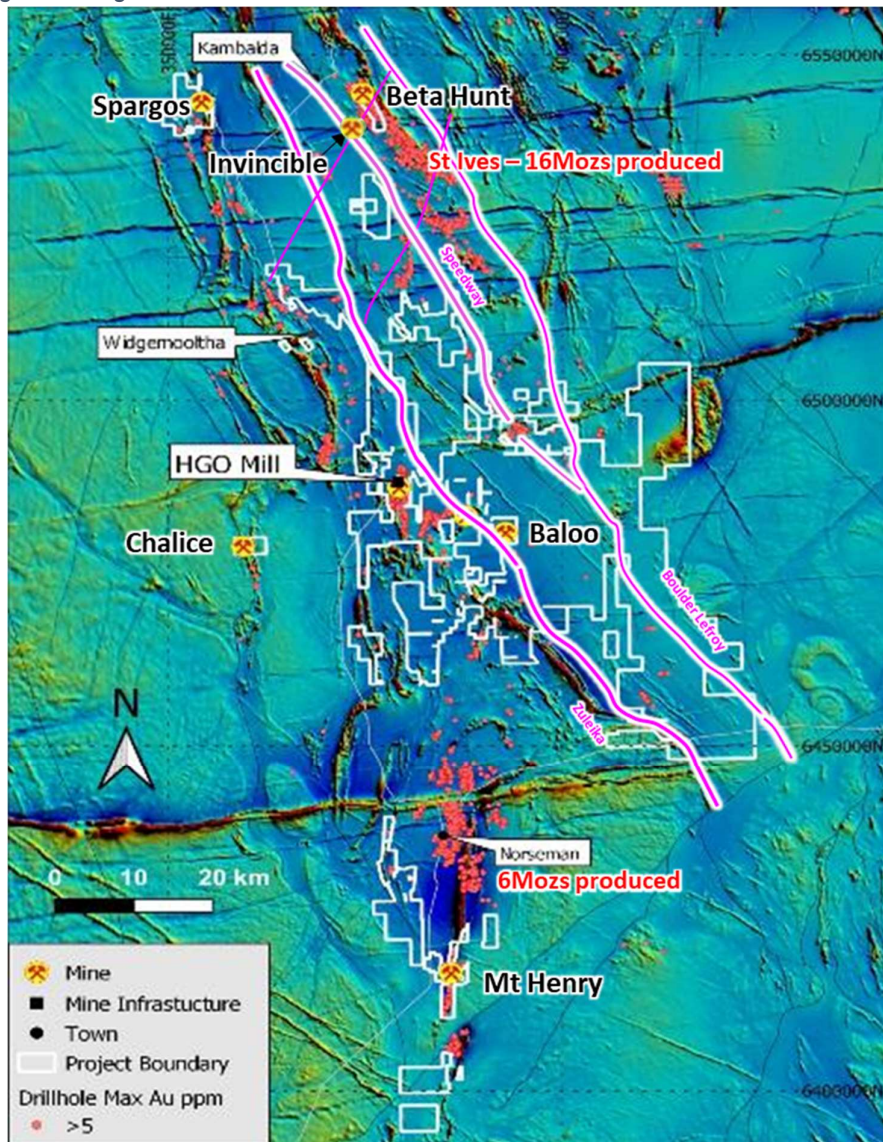 Kambalda
350000E
6550000N
Spargos
Beta Hunt
Invincible
St Ives – 16Mozs produced
Speedway
Widgemooltha
6500000N
HGO Mill
Chalice
Baloo
Boulder Lefroy
Zuleika
N
6450000N
Norseman
6Mozs produced
0 10 20 km
Mt Henry
Mine
Mine Infrastucture
Town
Project Boundary
Drillhole Max Au ppm
>5
6400000N